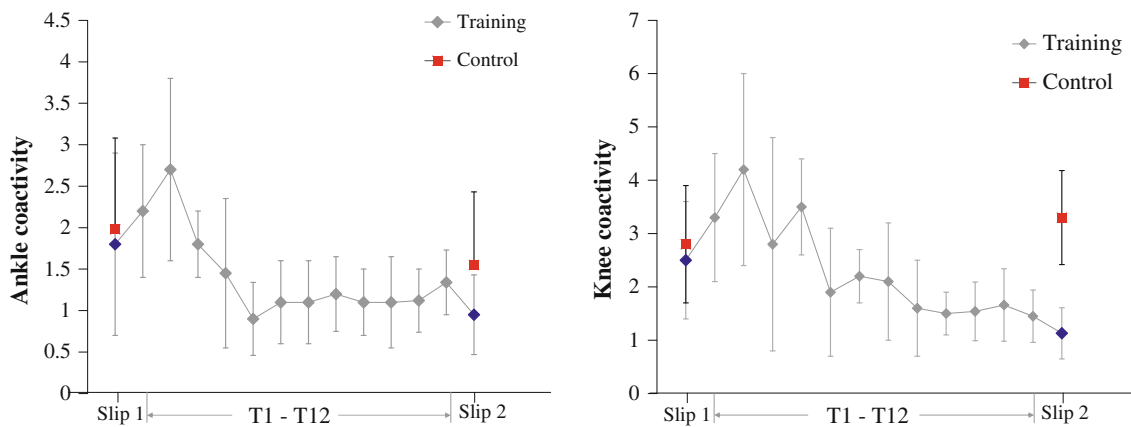 4.5
4
3.5
3
2.5
2
1.5
1
0.5
0
Ankle coactivity
Training
Control
Slip 1
T1 - T12
Slip 2
7
6
5
4
3
2
1
0
Knee coactivity
Training
Control
Slip 1
T1 - T12
Slip 2